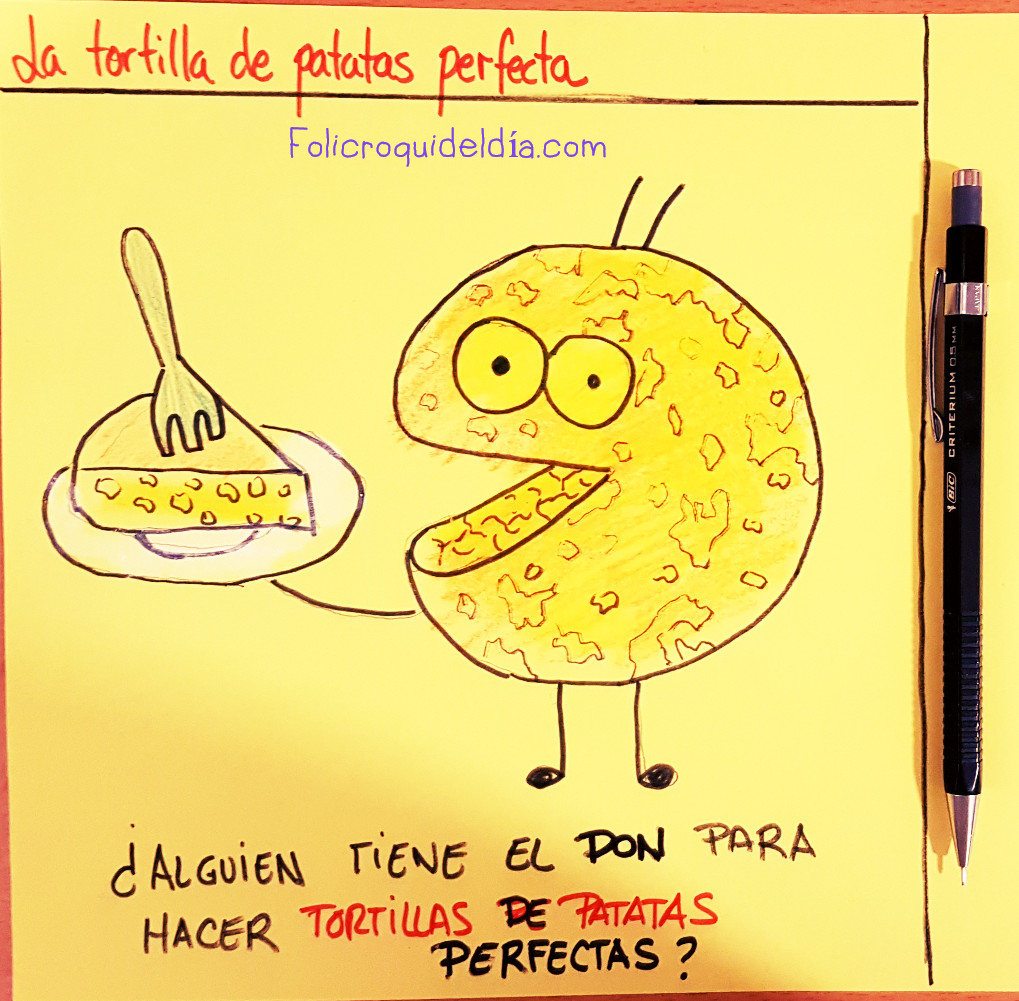 La tortilla de patatas perfecta
Folicroquideldía.com
¿ALGUIEN TIENE EL DON PARA
HACER TORTILLAS DE PATATAS
PERFECTAS?
BIC CRITERIUM 0.5 MM
JAPAN